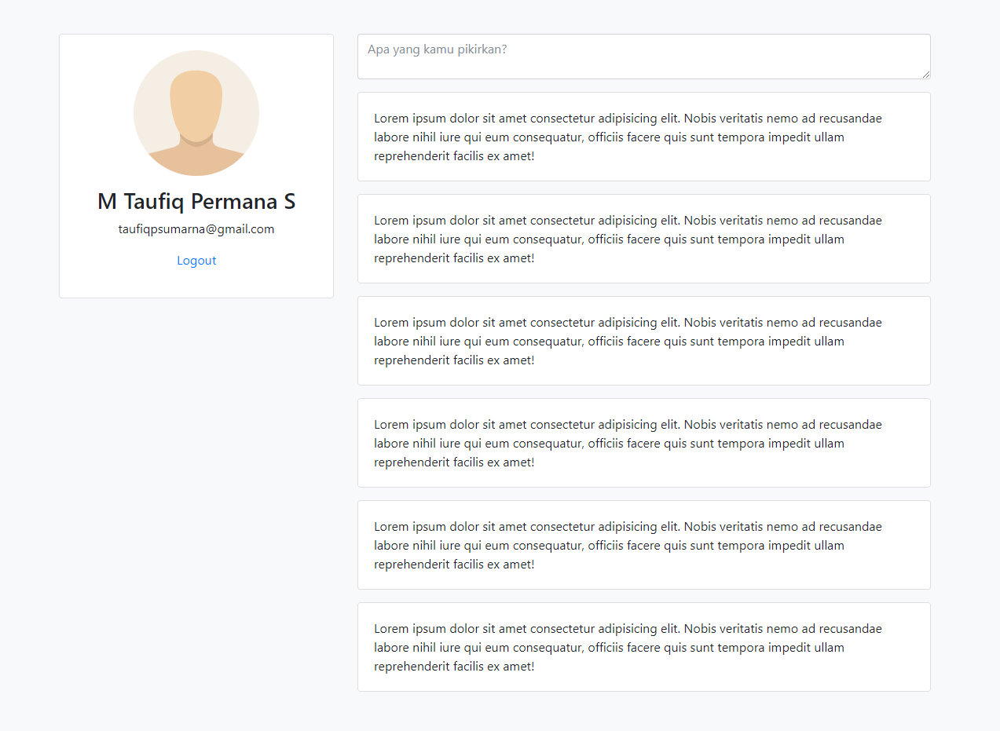 M Taufiq Permana S
taufiqpsumarna@gmail.com
Logout
Apa yang kamu pikirkan?
Lorem ipsum dolor sit amet consectetur adipisicing elit. Nobis veritatis nemo ad recusandae
labore nihil iure qui eum consequatur, officiis facere quis sunt tempora impedit ullam
reprehenderit facilis ex amet!
Lorem ipsum dolor sit amet consectetur adipisicing elit. Nobis veritatis nemo ad recusandae
labore nihil iure qui eum consequatur, officiis facere quis sunt tempora impedit ullam
reprehenderit facilis ex amet!
Lorem ipsum dolor sit amet consectetur adipisicing elit. Nobis veritatis nemo ad recusandae
labore nihil iure qui eum consequatur, officiis facere quis sunt tempora impedit ullam
reprehenderit facilis ex amet!
Lorem ipsum dolor sit amet consectetur adipisicing elit. Nobis veritatis nemo ad recusandae
labore nihil iure qui eum consequatur, officiis facere quis sunt tempora impedit ullam
reprehenderit facilis ex amet!
Lorem ipsum dolor sit amet consectetur adipisicing elit. Nobis veritatis nemo ad recusandae
labore nihil iure qui eum consequatur, officiis facere quis sunt tempora impedit ullam
reprehenderit facilis ex amet!
Lorem ipsum dolor sit amet consectetur adipisicing elit. Nobis veritatis nemo ad recusandae
labore nihil iure qui eum consequatur, officiis facere quis sunt tempora impedit ullam
reprehenderit facilis ex amet!